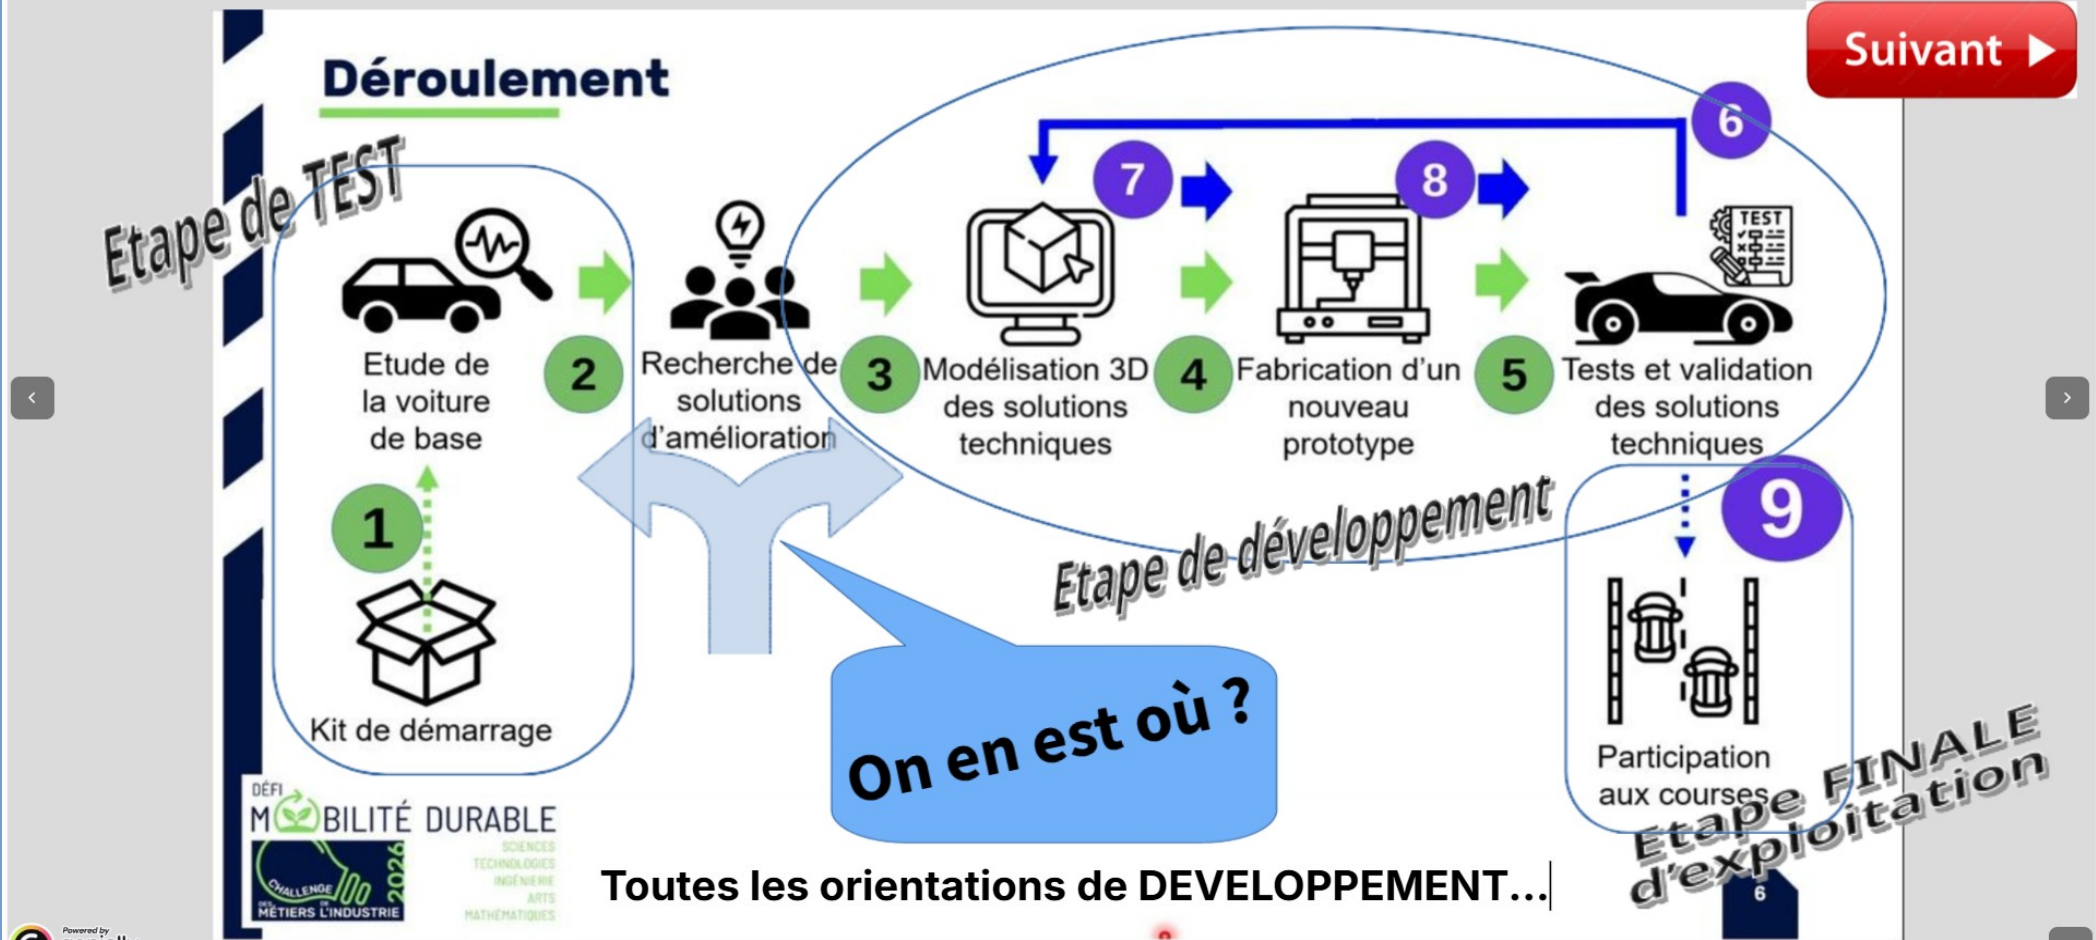 Suivant
Déroulement
6
7
8
Etape de TEST
TEST
2
3
4
5
Etude de
la voiture
de base
Recherche de
solutions
d'amélioration
Modélisation 3D
des solutions
techniques
Fabrication d'un
nouveau
prototype
Tests et validation
des solutions
techniques
1
9
Etape de développement
On en est où ?
Kit de démarrage
Participation
aux courses
Etape FINALE
d'exploitation
DÉFI
MOBILITÉ DURABLE
SCIENCES
TECHNOLOGIES
INGÉNIERIE
ARTS
MATHÉMATIQUES
CHALLENGE
DES MÉTIERS L'INDUSTRIE
2026
Toutes les orientations de DEVELOPPEMENT...
6
Powered by